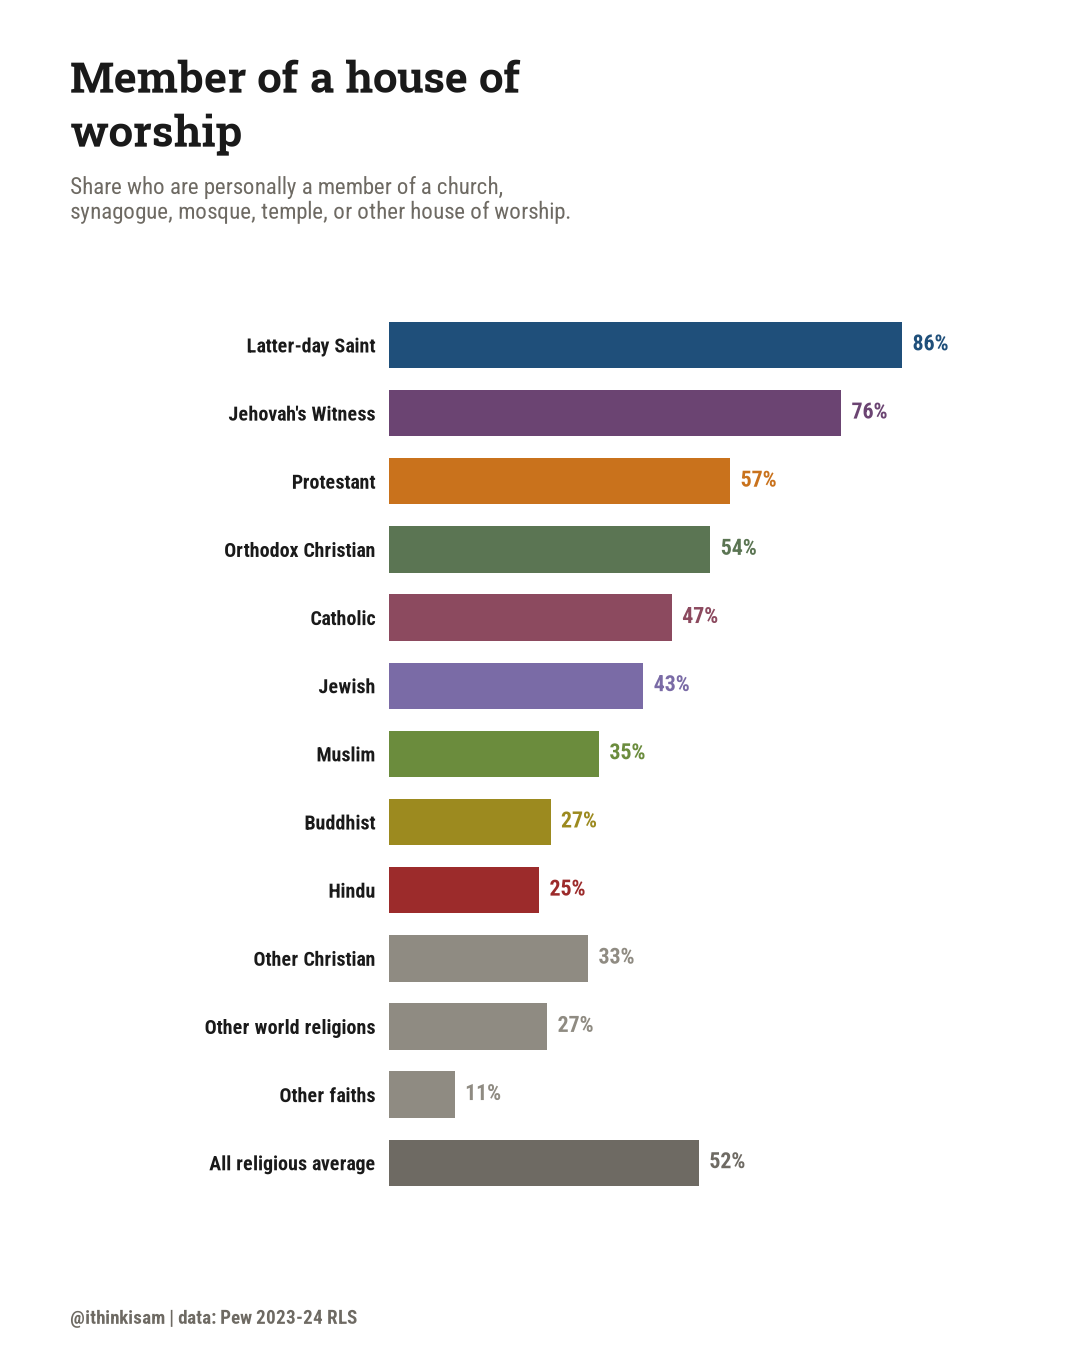 Member of a house of
worship
Share who are personally a member of a church,
synagogue, mosque, temple, or other house of worship.
Latter-day Saint 86%
Jehovah's Witness 76%
Protestant 57%
Orthodox Christian 54%
Catholic 47%
Jewish 43%
Muslim 35%
Buddhist 27%
Hindu 25%
Other Christian 33%
Other world religions 27%
Other faiths 11%
All religious average 52%
@ithinkisam | data: Pew 2023-24 RLS